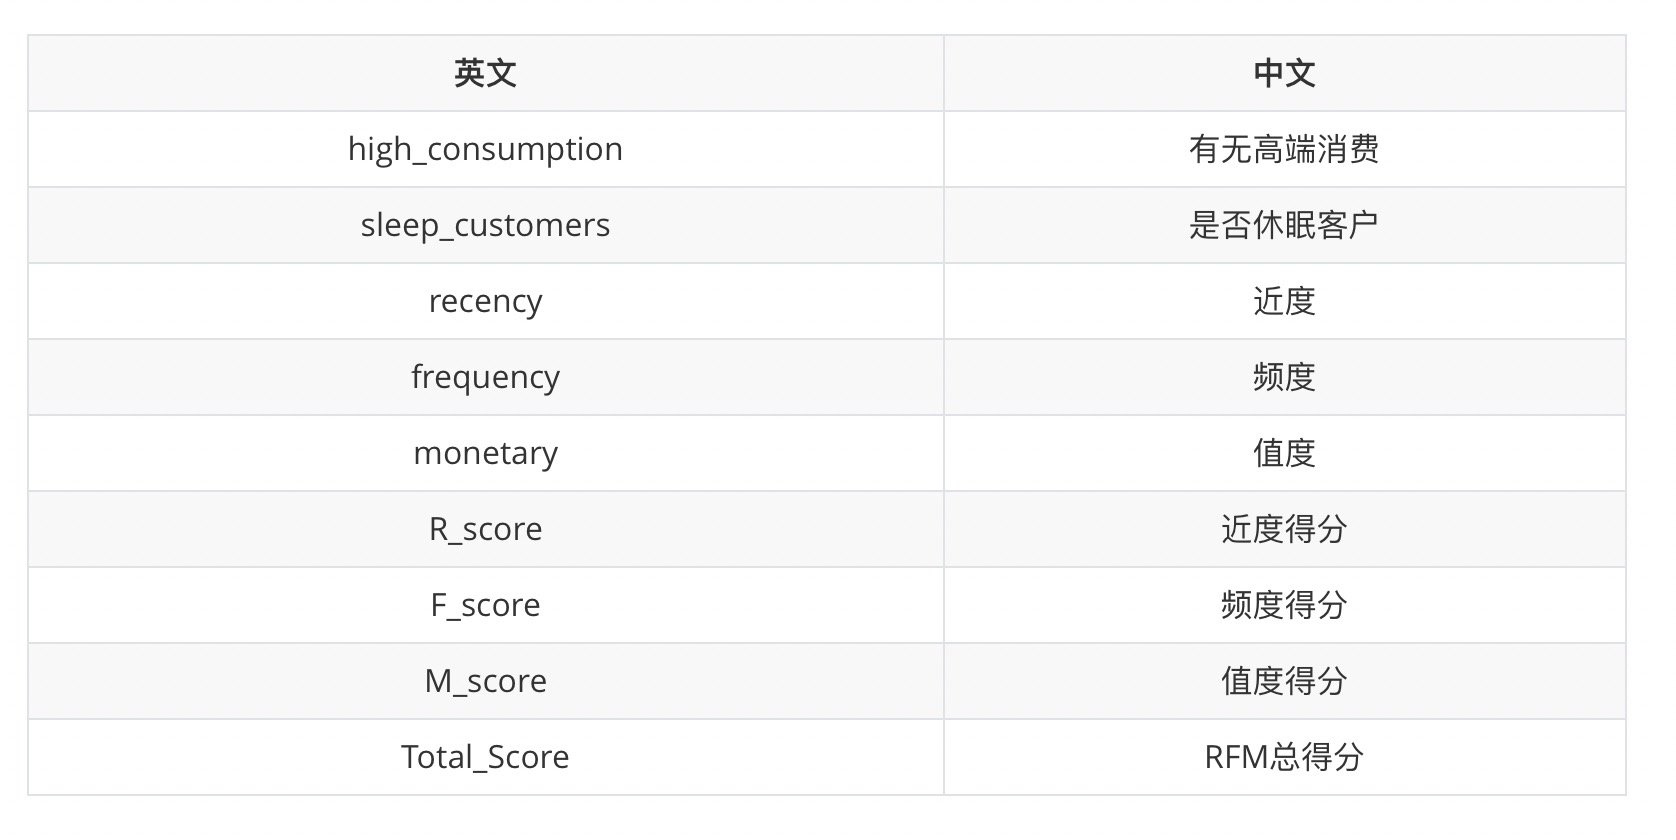 英文 中文
high_consumption 有无高端消费
sleep_customers 是否休眠客户
recency 近度
frequency 频度
monetary 值度
R_score 近度得分
F_score 频度得分
M_score 值度得分
Total_Score RFM总得分